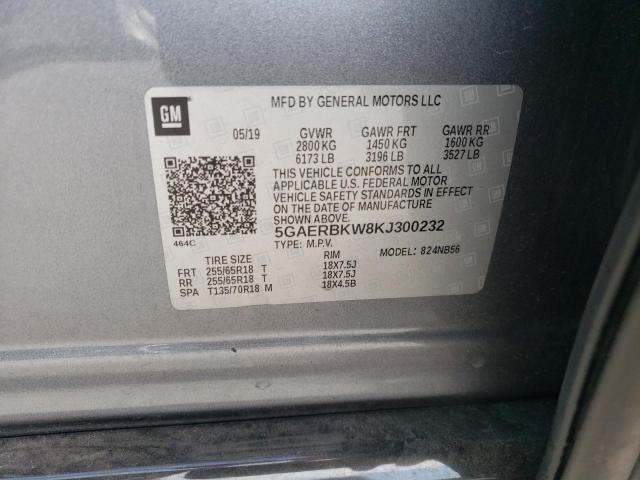 GM
MFD BY GENERAL MOTORS LLC
05/19 GVWR GAWR FRT GAWR RR
2800 KG 1450 KG 1600 KG
6173 LB 3196 LB 3527 LB
THIS VEHICLE CONFORMS TO ALL
APPLICABLE U.S. FEDERAL MOTOR
VEHICLE SAFETY STANDARDS IN EFFECT
ON THE DATE OF MANUFACTURE
SHOWN ABOVE.
464C 5GAERBKW8KJ300232
TYPE: M.P.V. MODEL: 824NB56
TIRE SIZE RIM
FRT 255/65R18 T 18X7.5J
RR 255/65R18 T 18X7.5J
SPA T135/70R18 M 18X4.5B